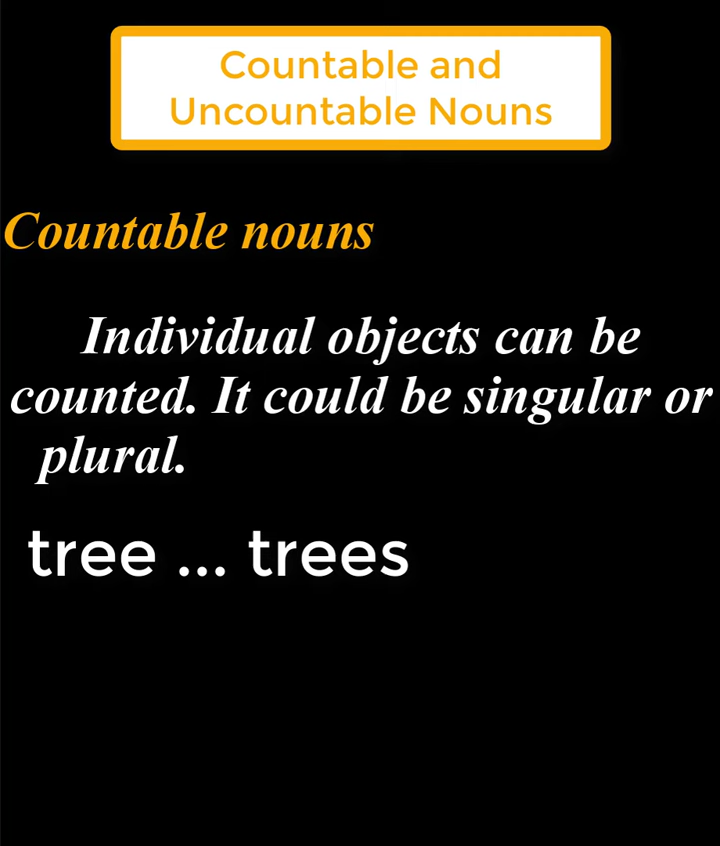 Countable and
Uncountable Nouns
Countable nouns
Individual objects can be
counted. It could be singular or
plural.
tree ... trees